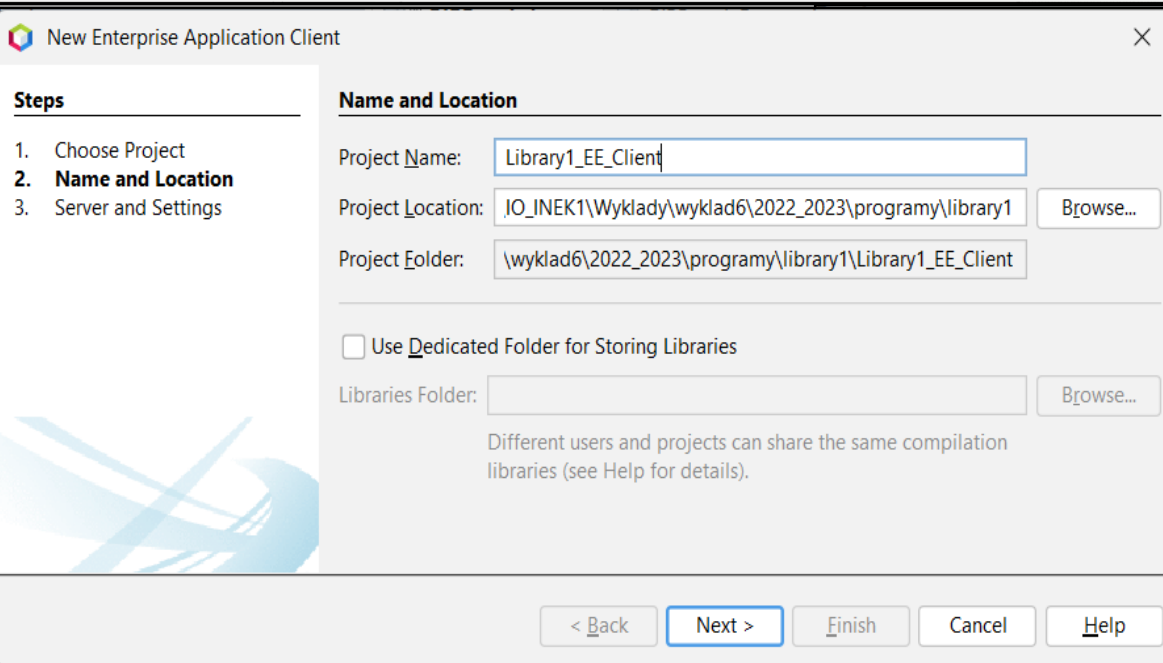 New Enterprise Application Client
Steps
1. Choose Project
2. Name and Location
3. Server and Settings
Name and Location
Project Name: Library1_EE_Client
Project Location: _IO_INEK1\Wyklady\wyklad6\2022_2023\programy\library1 Browse...
Project Folder: \wyklad6\2022_2023\programy\library1\Library1_EE_Client
Use Dedicated Folder for Storing Libraries
Libraries Folder: Browse...
Different users and projects can share the same compilation
libraries (see Help for details).
< Back Next > Finish Cancel Help